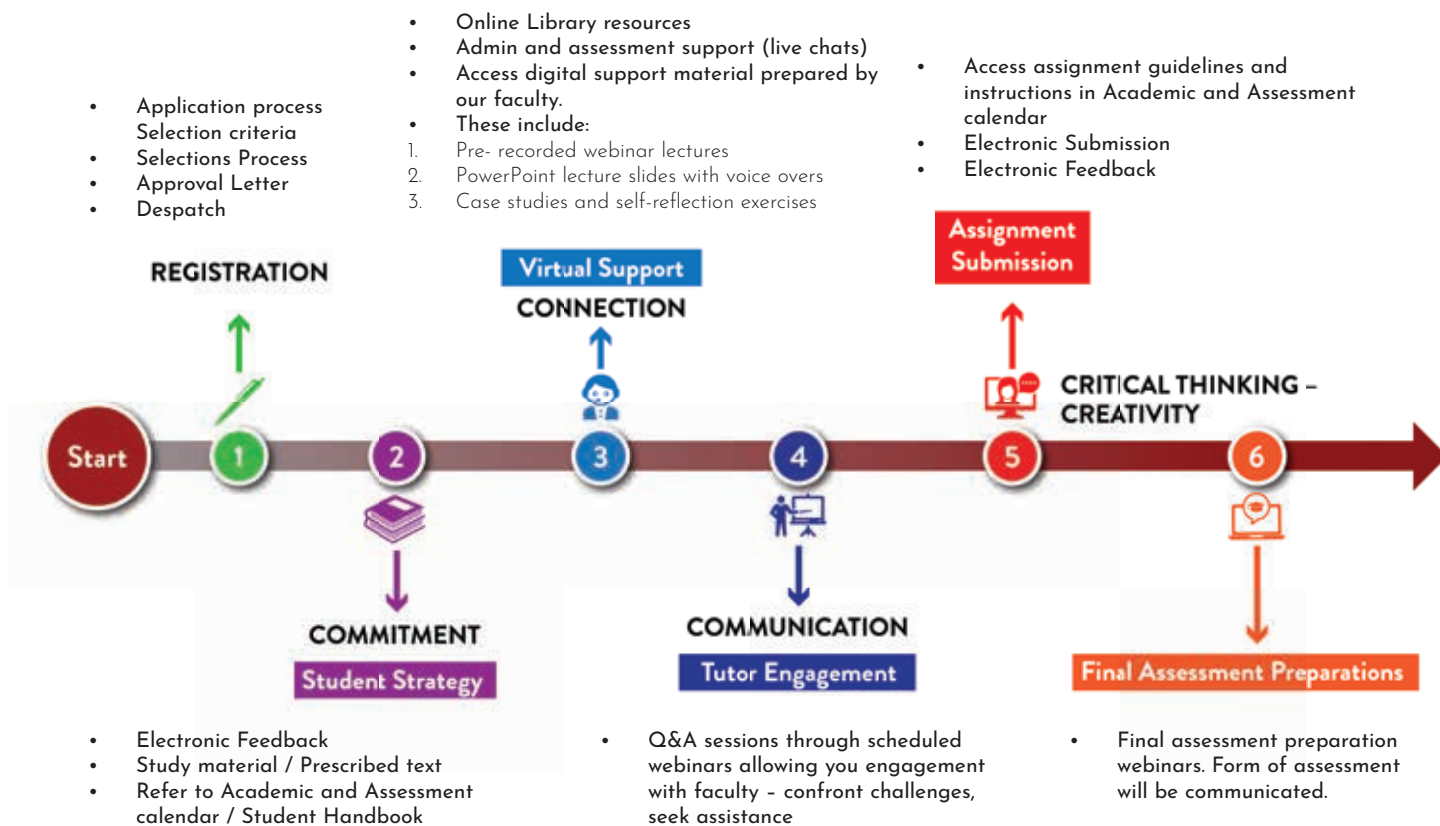 • Application process
Selection criteria
• Selections Process
• Approval Letter
• Despatch
REGISTRATION
• Online Library resources
• Admin and assessment support (live chats)
• Access digital support material prepared by
our faculty.
• These include:
1. Pre- recorded webinar lectures
2. PowerPoint lecture slides with voice overs
3. Case studies and self-reflection exercises
Virtual Support
CONNECTION
• Access assignment guidelines and
instructions in Academic and Assessment
calendar
• Electronic Submission
• Electronic Feedback
Assignment
Submission
CRITICAL THINKING –
CREATIVITY
Start
1
2
3
4
5
6
COMMITMENT
Student Strategy
• Electronic Feedback
• Study material / Prescribed text
• Refer to Academic and Assessment
calendar / Student Handbook
COMMUNICATION
Tutor Engagement
• Q&A sessions through scheduled
webinars allowing you engagement
with faculty – confront challenges,
seek assistance
Final Assessment Preparations
• Final assessment preparation
webinars. Form of assessment
will be communicated.